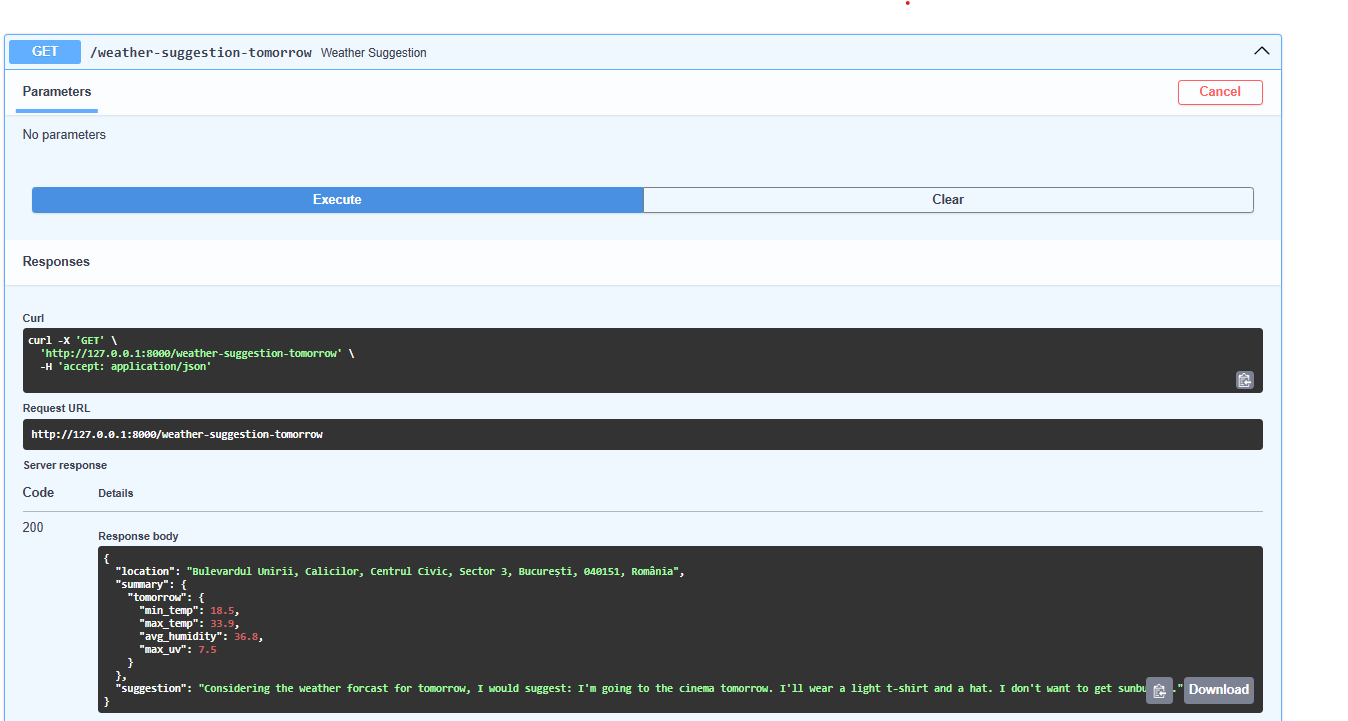 GET /weather-suggestion-tomorrow Weather Suggestion
Parameters
Cancel
No parameters
Execute
Clear
Responses
Curl
curl -X 'GET' \
'http://127.0.0.1:8000/weather-suggestion-tomorrow' \
-H 'accept: application/json'
Request URL
http://127.0.0.1:8000/weather-suggestion-tomorrow
Server response
Code Details
200
Response body
{
"location": "Bulevardul Unirii, Calicilor, Centrul Civic, Sector 3, București, 040151, România",
"summary": {
"tomorrow": {
"min_temp": 18.5,
"max_temp": 33.9,
"avg_humidity": 36.8,
"max_uv": 7.5
}
},
"suggestion": "Considering the weather forcast for tomorrow, I would suggest: I'm going to the cinema tomorrow. I'll wear a light t-shirt and a hat. I don't want to get
}
Download